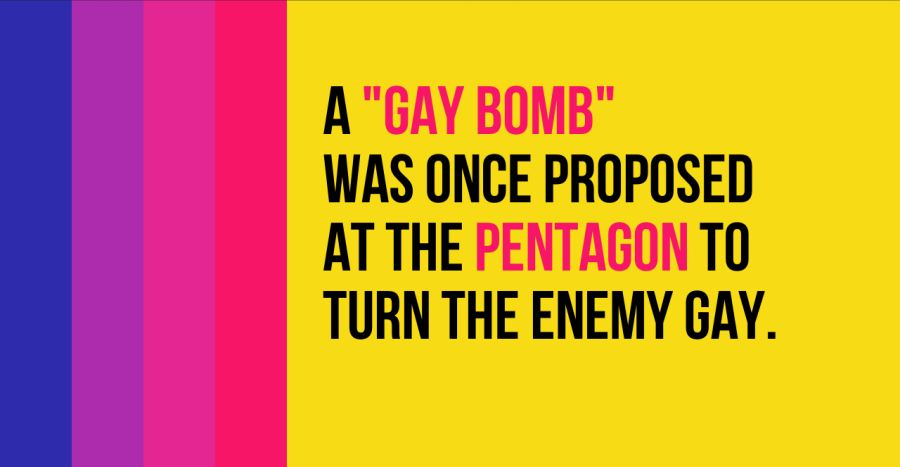 A "GAY BOMB"
WAS ONCE PROPOSED
AT THE PENTAGON TO
TURN THE ENEMY GAY.